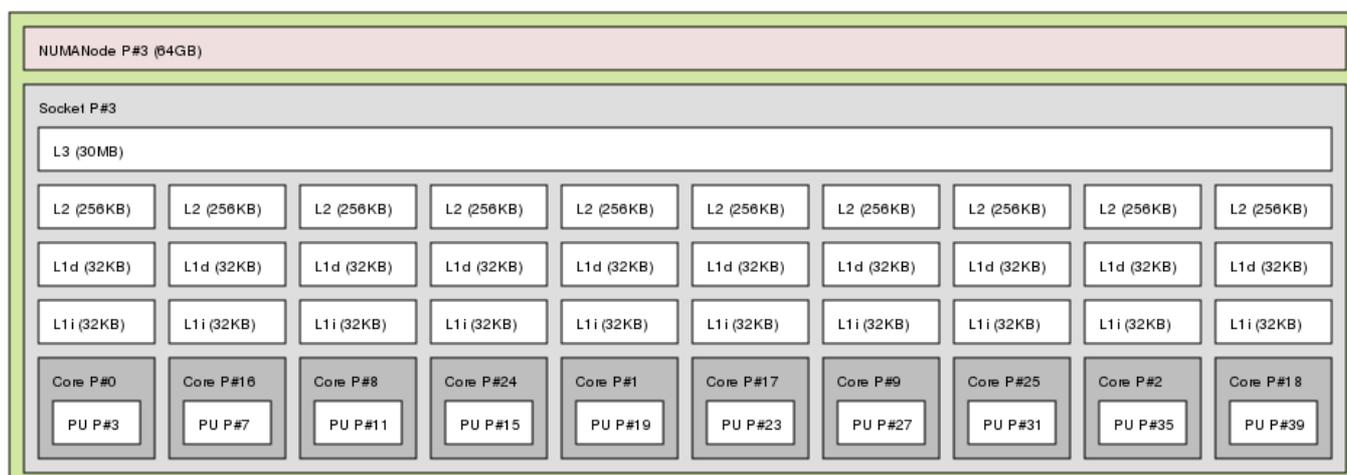 NUMANode P#3 (64GB)
Socket P#3
L3 (30MB)
L2 (256KB) L2 (256KB) L2 (256KB) L2 (256KB) L2 (256KB) L2 (256KB) L2 (256KB) L2 (256KB) L2 (256KB) L2 (256KB)
L1d (32KB) L1d (32KB) L1d (32KB) L1d (32KB) L1d (32KB) L1d (32KB) L1d (32KB) L1d (32KB) L1d (32KB) L1d (32KB)
L1i (32KB) L1i (32KB) L1i (32KB) L1i (32KB) L1i (32KB) L1i (32KB) L1i (32KB) L1i (32KB) L1i (32KB) L1i (32KB)
Core P#0 Core P#16 Core P#8 Core P#24 Core P#1 Core P#17 Core P#9 Core P#25 Core P#2 Core P#18
PU P#3 PU P#7 PU P#11 PU P#15 PU P#19 PU P#23 PU P#27 PU P#31 PU P#35 PU P#39